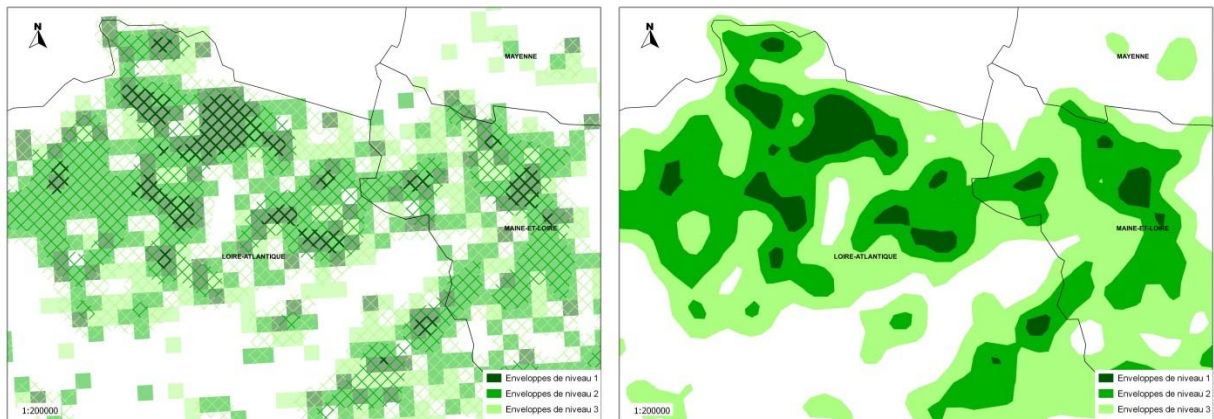 N
MAYENNE
MAINE-ET-LOIRE
LOIRE-ATLANTIQUE
Enveloppes de niveau 1
Enveloppes de niveau 2
Enveloppes de niveau 3
1:200000
N
MAYENNE
MAINE-ET-LOIRE
LOIRE-ATLANTIQUE
Enveloppes de niveau 1
Enveloppes de niveau 2
Enveloppes de niveau 3
1:200000